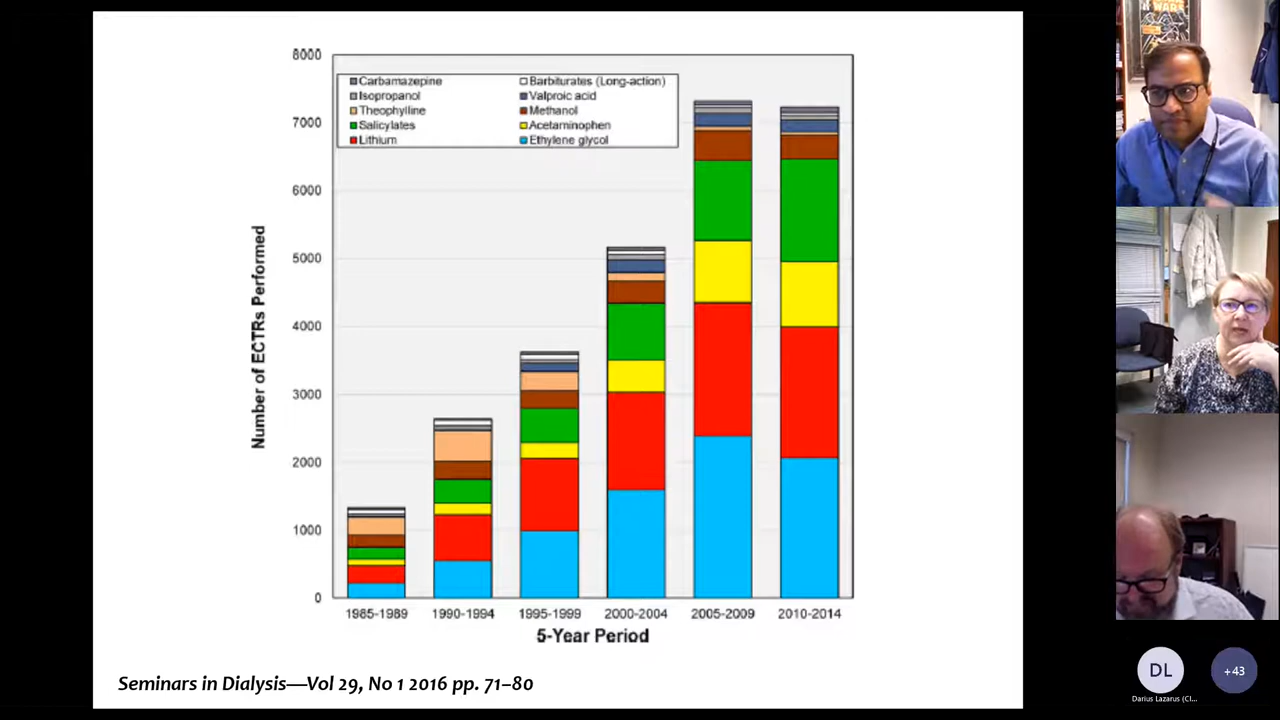 8000
7000
6000
5000
4000
3000
2000
1000
0
Number of ECTRs Performed
Carbamazepine Barbiturates (Long-action)
Isopropanol Valproic acid
Theophylline Methanol
Salicylates Acetaminophen
Lithium Ethylene glycol
1985-1989 1990-1994 1995-1999 2000-2004 2005-2009 2010-2014
5-Year Period
Seminars in Dialysis—Vol 29, No 1 2016 pp. 71–80
WARS
DL
+43
Darius Lazarus (Cl...